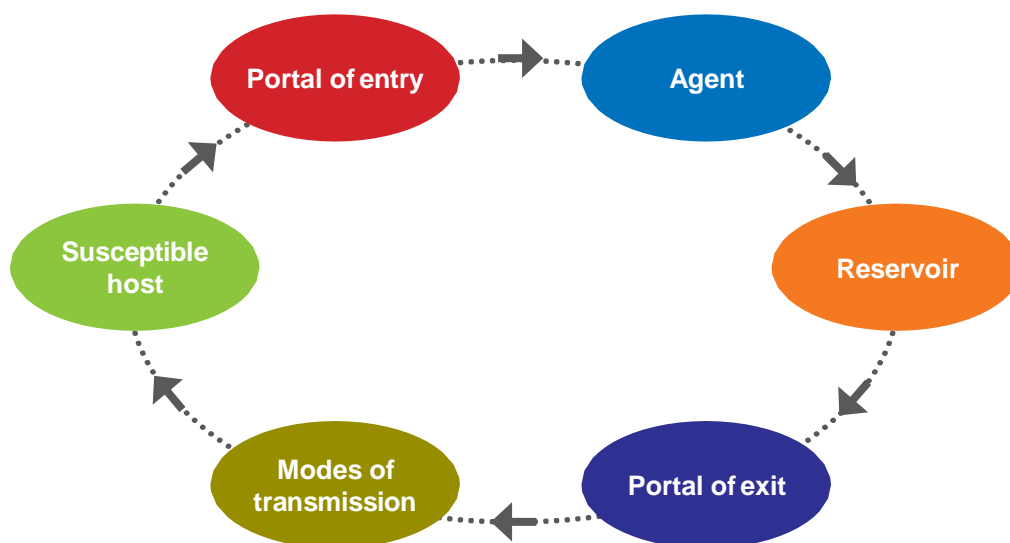 Portal of entry
Agent
Susceptible
host
Reservoir
Modes of
transmission
Portal of exit